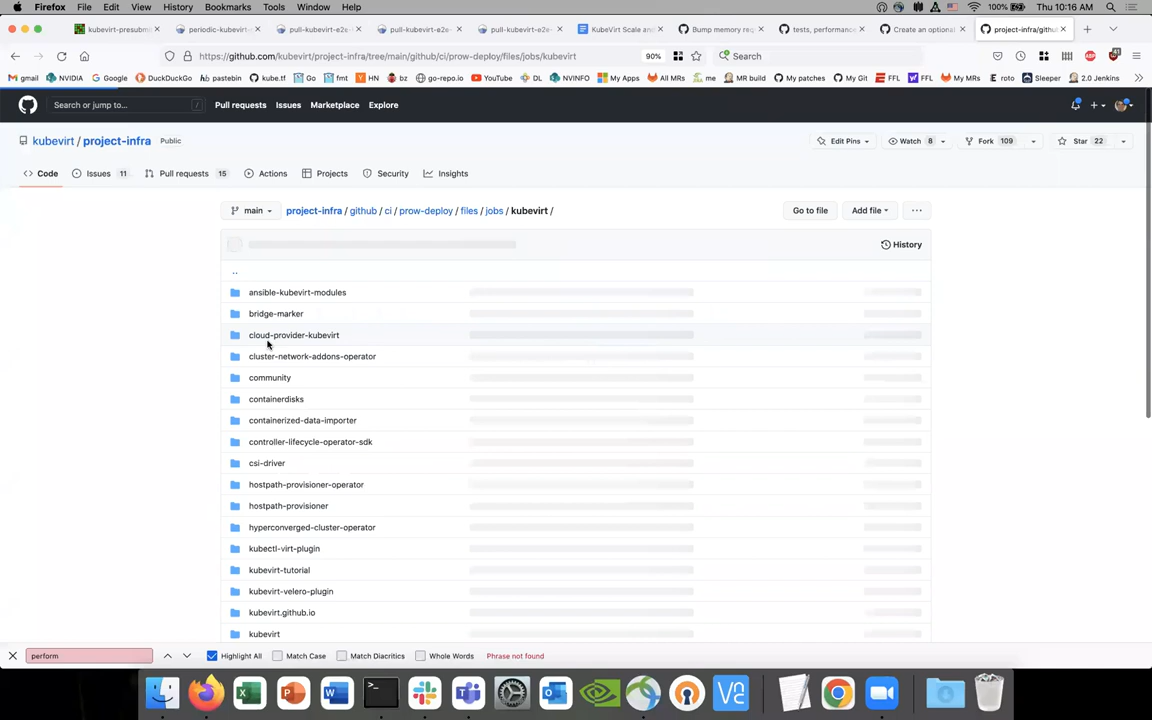 Firefox File Edit View History Bookmarks Tools Window Help 100% Thu 10:16 AM
kubevirt-presubmi periodic-kubevirt- pull-kubevirt-e2e- pull-kubevirt-e2e pull-kubevirt-e2e KubeVirt Scale an Bump memory re tests, performanc Create an optional project-infra/githu
https://github.com/kubevirt/project-infra/tree/main/github/ci/prow-deploy/files/jobs/kubevirt 90% Search
gmail NVIDIA Google DuckDuckGo pastebin kube.tf Go fmt HN bz go-repo.io YouTube DL NVINFO My Apps All MRs me MR build My patches My Git FFL FFL My MRs roto Sleeper 2.0 Jenkins
Search or jump to... / Pull requests Issues Marketplace Explore
kubevirt / project-infra Public Edit Pins Watch 8 Fork 109 Star 22
Code Issues 11 Pull requests 15 Actions Projects Security Insights
main project-infra / github / ci / prow-deploy / files / jobs / kubevirt / Go to file Add file ...
History
..
ansible-kubevirt-modules
bridge-marker
cloud-provider-kubevirt
cluster-network-addons-operator
community
containerdisks
containerized-data-importer
controller-lifecycle-operator-sdk
csi-driver
hostpath-provisioner-operator
hostpath-provisioner
hyperconverged-cluster-operator
kubectl-virt-plugin
kubevirt-tutorial
kubevirt-velero-plugin
kubevirt.github.io
kubevirt
perform Highlight All Match Case Match Diacritics Whole Words Phrase not found